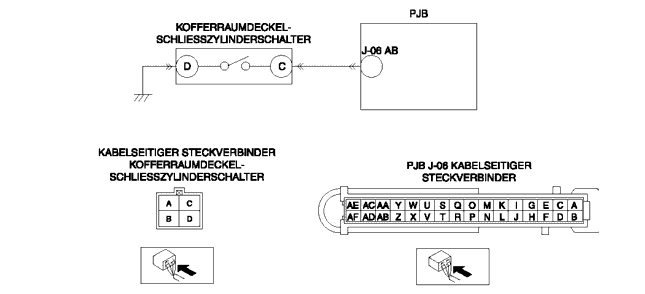 PJB
KOFFERRAUMDECKEL-
SCHLIESSZYLINDERSCHALTER
J-06 AB
D
C
KABELSEITIGER STECKVERBINDER
KOFFERRAUMDECKEL-
SCHLIESSZYLINDERSCHALTER
PJB J-06 KABELSEITIGER
STECKVERBINDER
A C
B D
AE AC AA Y W U S Q O M K I G E C A
AF AD AB Z X V T R P N L J H F D B